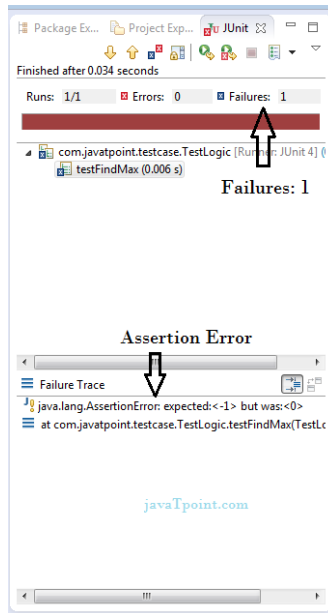 Package Ex... Project Exp... JUnit
Finished after 0.034 seconds
Runs: 1/1 Errors: 0 Failures: 1
com.javatpoint.testcase.TestLogic [Runner: JUnit 4] (
testFindMax (0.006 s)
Failures: 1
Assertion Error
Failure Trace
java.lang.AssertionError: expected:<-1> but was:<0>
at com.javatpoint.testcase.TestLogic.testFindMax(TestLo
javaTpoint.com